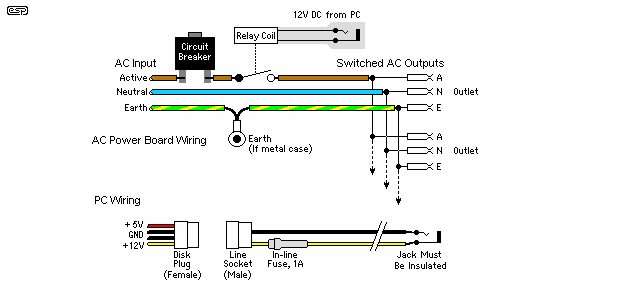 esp
12V DC from PC
Relay Coil
Circuit
Breaker
AC Input
Switched AC Outputs
Active
A
Neutral
N Outlet
Earth
E
AC Power Board Wiring
Earth
(If metal case)
A
N Outlet
E
PC Wiring
+ 5V
GND
+12V
Disk
Plug
(Female)
Line
Socket
(Male)
In-line
Fuse, 1A
Jack Must
Be Insulated